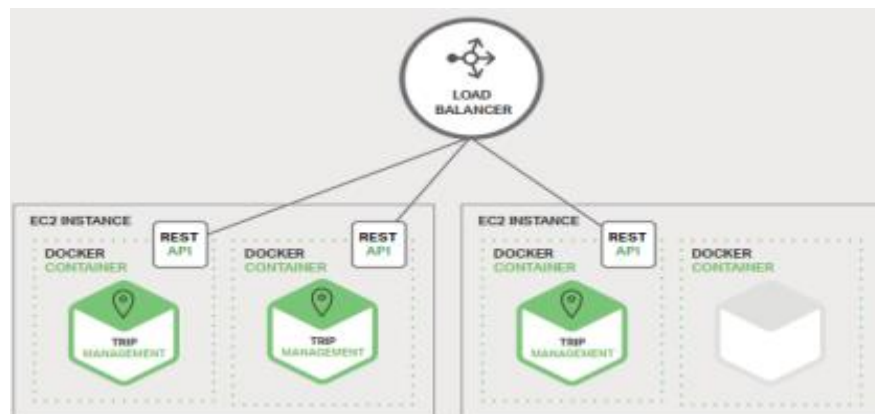 LOAD
BALANCER
EC2 INSTANCE
REST
API
DOCKER
CONTAINER
TRIP
MANAGEMENT
REST
API
DOCKER
CONTAINER
TRIP
MANAGEMENT
EC2 INSTANCE
REST
API
DOCKER
CONTAINER
TRIP
MANAGEMENT
DOCKER
CONTAINER